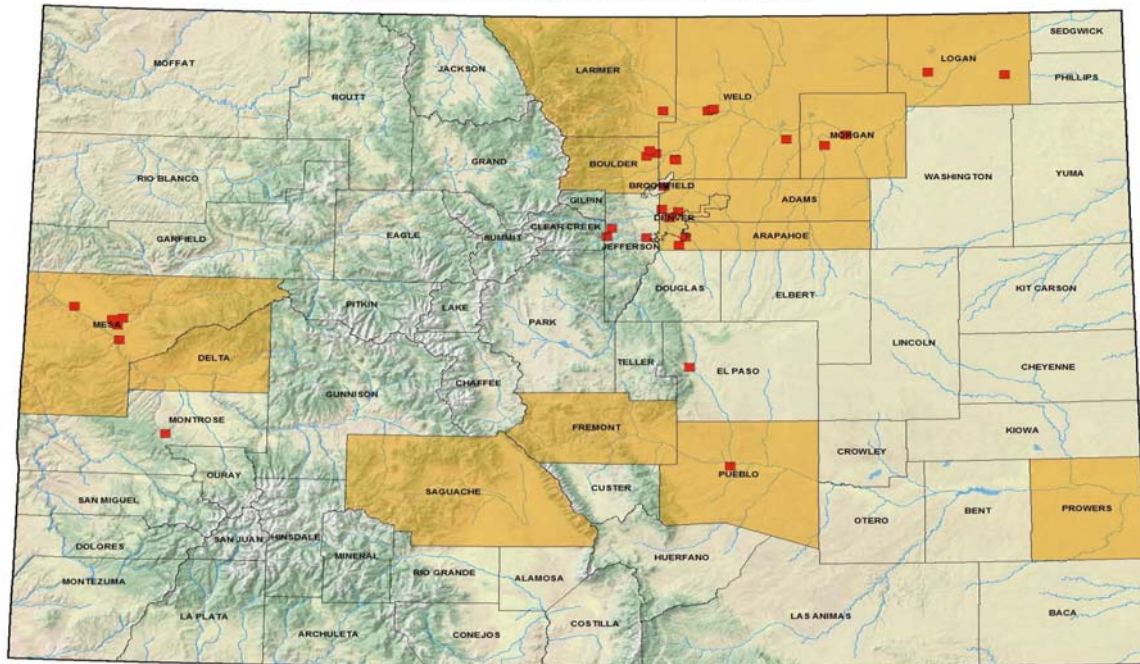 SEDGWICK
LOGAN
MOFFAT
JACKSON
LARIMER
PHILLIPS
ROUTT
WELD
MORGAN
GRAND
BOULDER
RIO BLANCO
WASHINGTON
YUMA
BROOMFIELD
GILPIN
ADAMS
DENVER
CLEAR CREEK
EAGLE
SUMMIT
ARAPAHOE
GARFIELD
JEFFERSON
DOUGLAS
ELBERT
KIT CARSON
PITKIN
LAKE
PARK
MESA
LINCOLN
DELTA
TELLER
CHEYENNE
EL PASO
CHAFFEE
GUNNISON
MONTROSE
FREMONT
KIOWA
CROWLEY
OURAY
PUEBLO
CUSTER
SAGUACHE
SAN MIGUEL
PROWERS
BENT
OTERO
SAN JUAN
HINSDALE
DOLORES
MINERAL
HUERFANO
RIO GRANDE
ALAMOSA
MONTEZUMA
BACA
LA PLATA
LAS ANIMAS
COSTILLA
ARCHULETA
CONEJOS